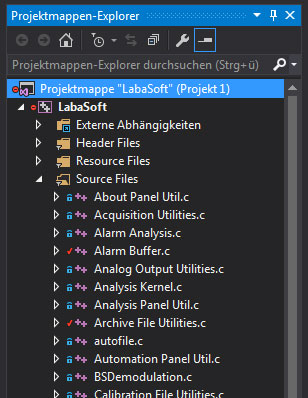 Projektmappen-Explorer
Projektmappen-Explorer durchsuchen (Strg+ü)
Projektmappe "LabaSoft" (Projekt 1)
LabaSoft
Externe Abhängigkeiten
Header Files
Resource Files
Source Files
About Panel Util.c
Acquisition Utilities.c
Alarm Analysis.c
Alarm Buffer.c
Analog Output Utilities.c
Analysis Kernel.c
Analysis Panel Util.c
Archive File Utilities.c
autofile.c
Automation Panel Util.c
BSDemodulation.c
Calibration File Utilities.c